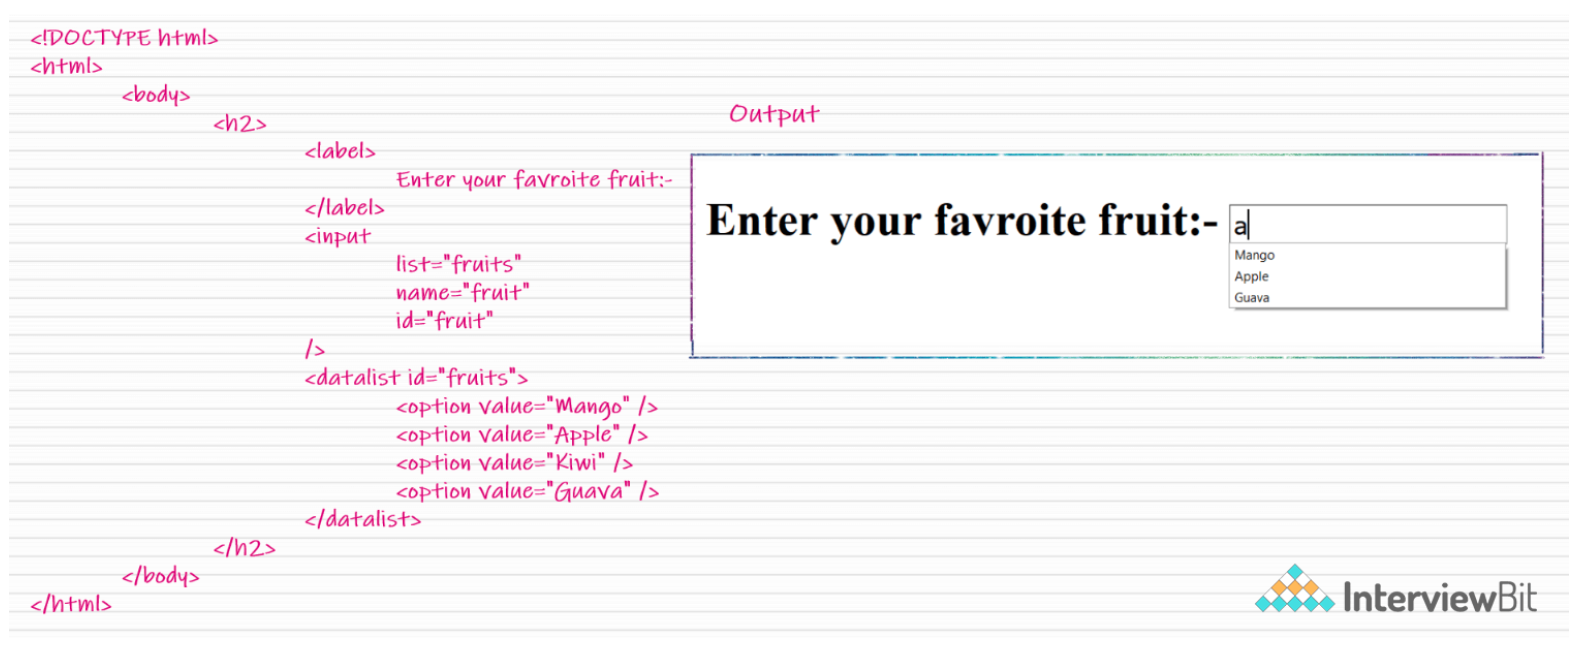 <!DOCTYPE html>
<html>
<body>
<h2>
<label>
Enter your favroite fruit:-
</label>
<input
list="fruits"
name="fruit"
id="fruit"
/>
<datalist id="fruits">
<option value="Mango" />
<option value="Apple" />
<option value="Kiwi" />
<option value="Guava" />
</datalist>
</h2>
</body>
</html>
Output
Enter your favroite fruit:- a
Mango
Apple
Guava
InterviewBit